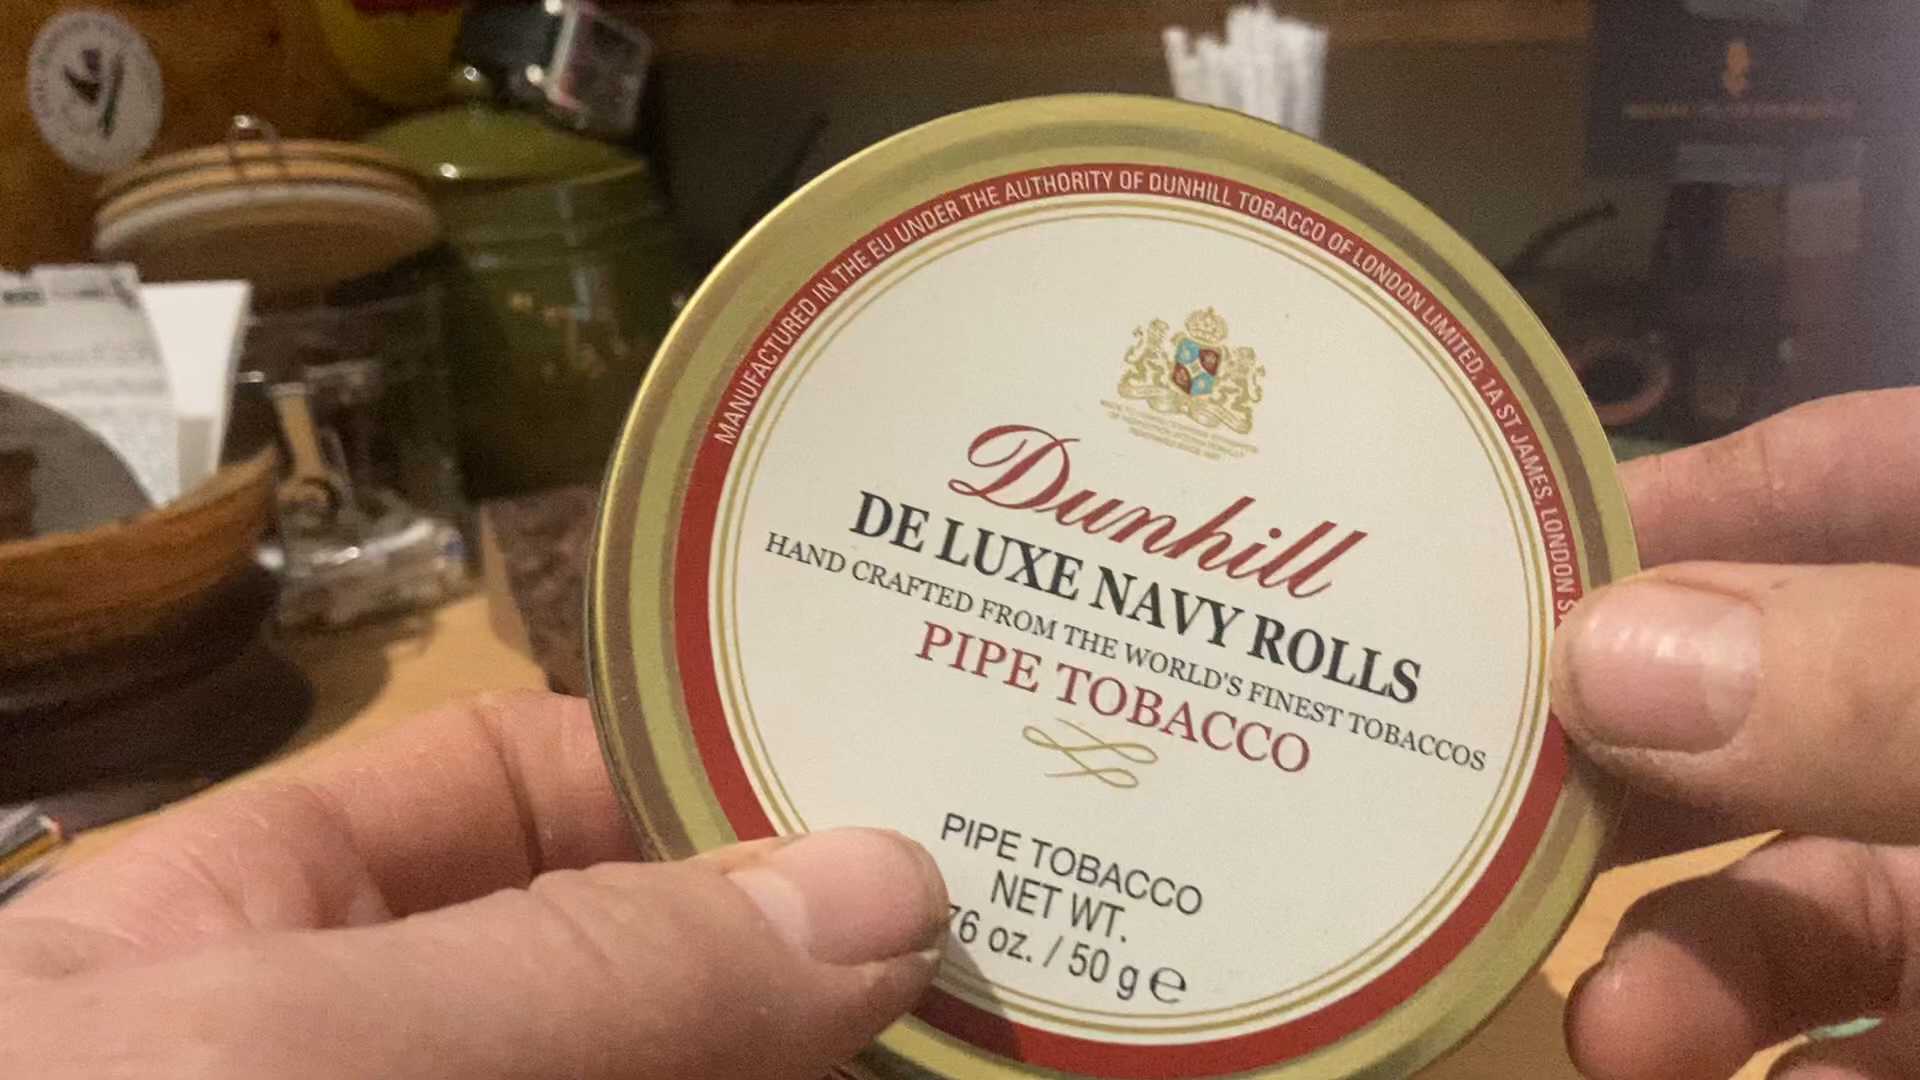 MANUFACTURED IN THE EU UNDER THE AUTHORITY OF DUNHILL TOBACCO OF LONDON LIMITED, 1A ST JAMES, LONDON S
Dunhill
DE LUXE NAVY ROLLS
HAND CRAFTED FROM THE WORLD'S FINEST TOBACCOS
PIPE TOBACCO
PIPE TOBACCO
NET WT.
76 oz. / 50 g ℮